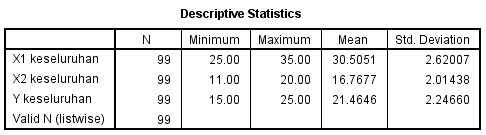 Descriptive Statistics
N Minimum Maximum Mean Std. Deviation
X1 keseluruhan 99 25.00 35.00 30.5051 2.62007
X2 keseluruhan 99 11.00 20.00 16.7677 2.01438
Y keseluruhan 99 15.00 25.00 21.4646 2.24660
Valid N (listwise) 99